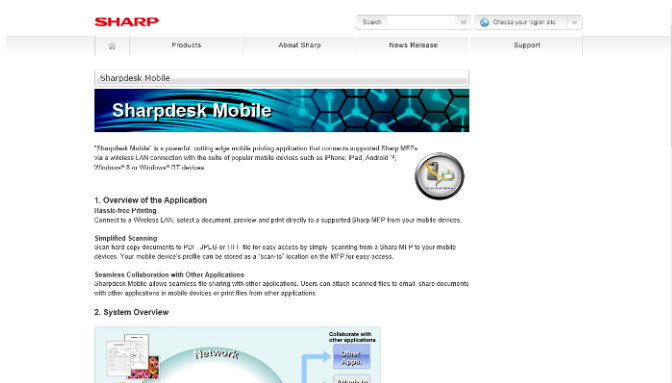 SHARP
Search
Choose your region site
Products
About Sharp
News Release
Support
Sharpdesk Mobile
Sharpdesk Mobile
"Sharpdesk Mobile" is a powerful, cutting edge mobile printing application that connects supported Sharp MFPs
via a wireless LAN connection with the suite of popular mobile devices such as iPhone, iPad, Android™,
Windows® 8 or Windows® RT devices
1. Overview of the Application
Hassle-free Printing
Connect to a Wireless LAN, select a document, preview and print directly to a supported Sharp MFP from your mobile devices.
Simplified Scanning
Scan hard copy documents to PDF, JPEG or TIFF file for easy access by simply scanning from a Sharp MFP to your mobile
devices. Your mobile device's profile can be stored as a "scan-to" location on the MFP for easy access.
Seamless Collaboration with Other Applications
Sharpdesk Mobile allows seamless file sharing with other applications. Users can attach scanned files to email, share documents
with other applications in mobile devices or print files from other applications
2. System Overview
Collaborate with
other applications
Network
Other
Apps.